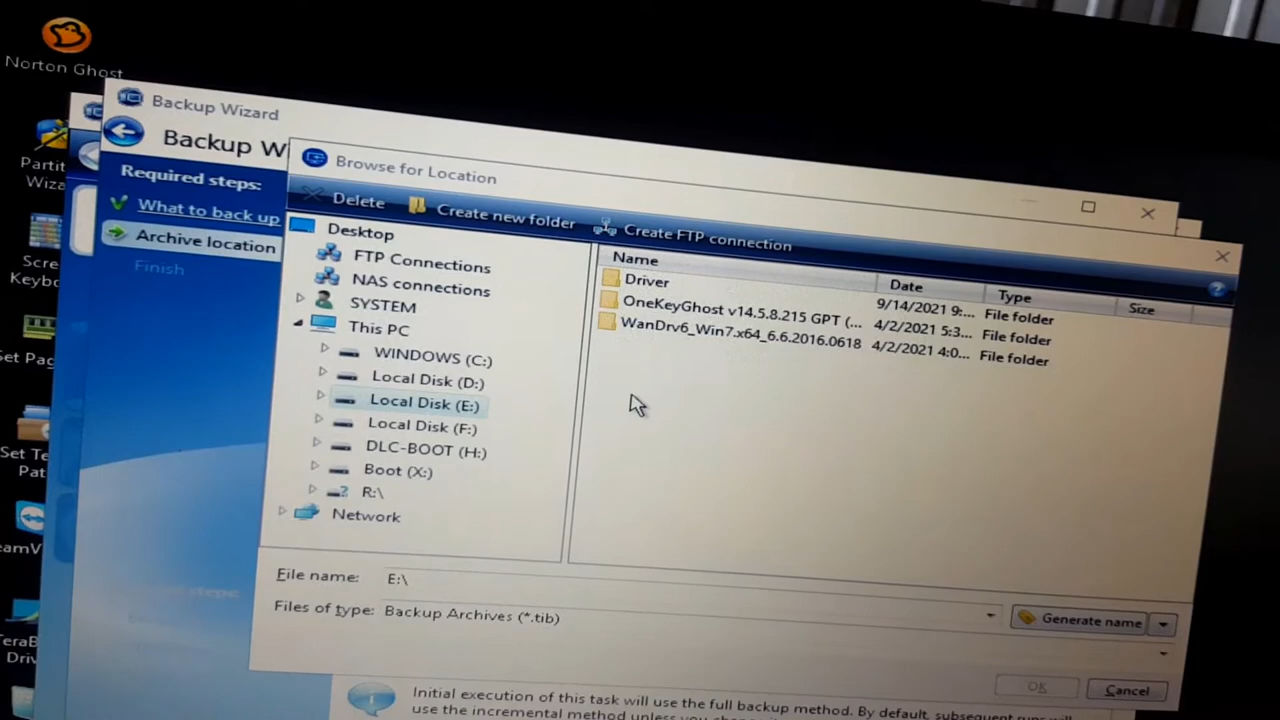 Norton Ghost
Backup Wizard
Backup W
Partit
Wiza
Required steps:
What to back up
Archive location
Finish
Browse for Location
Delete
Create new folder
Create FTP connection
Desktop
FTP Connections
NAS connections
SYSTEM
This PC
WINDOWS (C:)
Local Disk (D:)
Local Disk (E:)
Local Disk (F:)
DLC-BOOT (H:)
Boot (X:)
R:\
Network
Name Date Type Size
Driver 9/14/2021 9:... File folder
OneKeyGhost v14.5.8.215 GPT (... 4/2/2021 5:3... File folder
WanDrv6_Win7.x64_6.6.2016.0618 4/2/2021 4:0... File folder
Scre
Keybo
Set Pag
Set Te
Pat
eamV
TeraB
Driv
File name: E:\
Files of type: Backup Archives (*.tib)
Generate name
OK
Cancel
Initial execution of this task will use the full backup method. By default, subsequent runs will
use the incremental method unless you